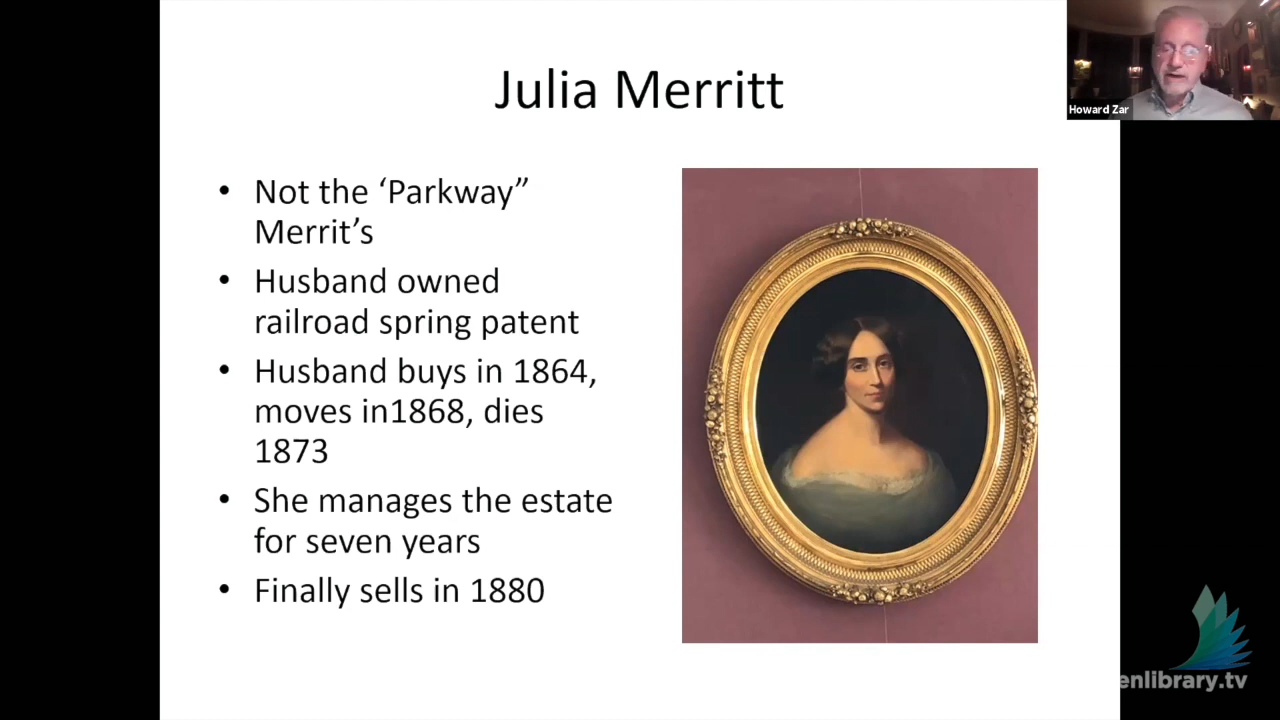 Julia Merritt
Howard Zar
• Not the ‘Parkway”
Merrit’s
• Husband owned
railroad spring patent
• Husband buys in 1864,
moves in1868, dies
1873
• She manages the estate
for seven years
• Finally sells in 1880
enlibrary.tv